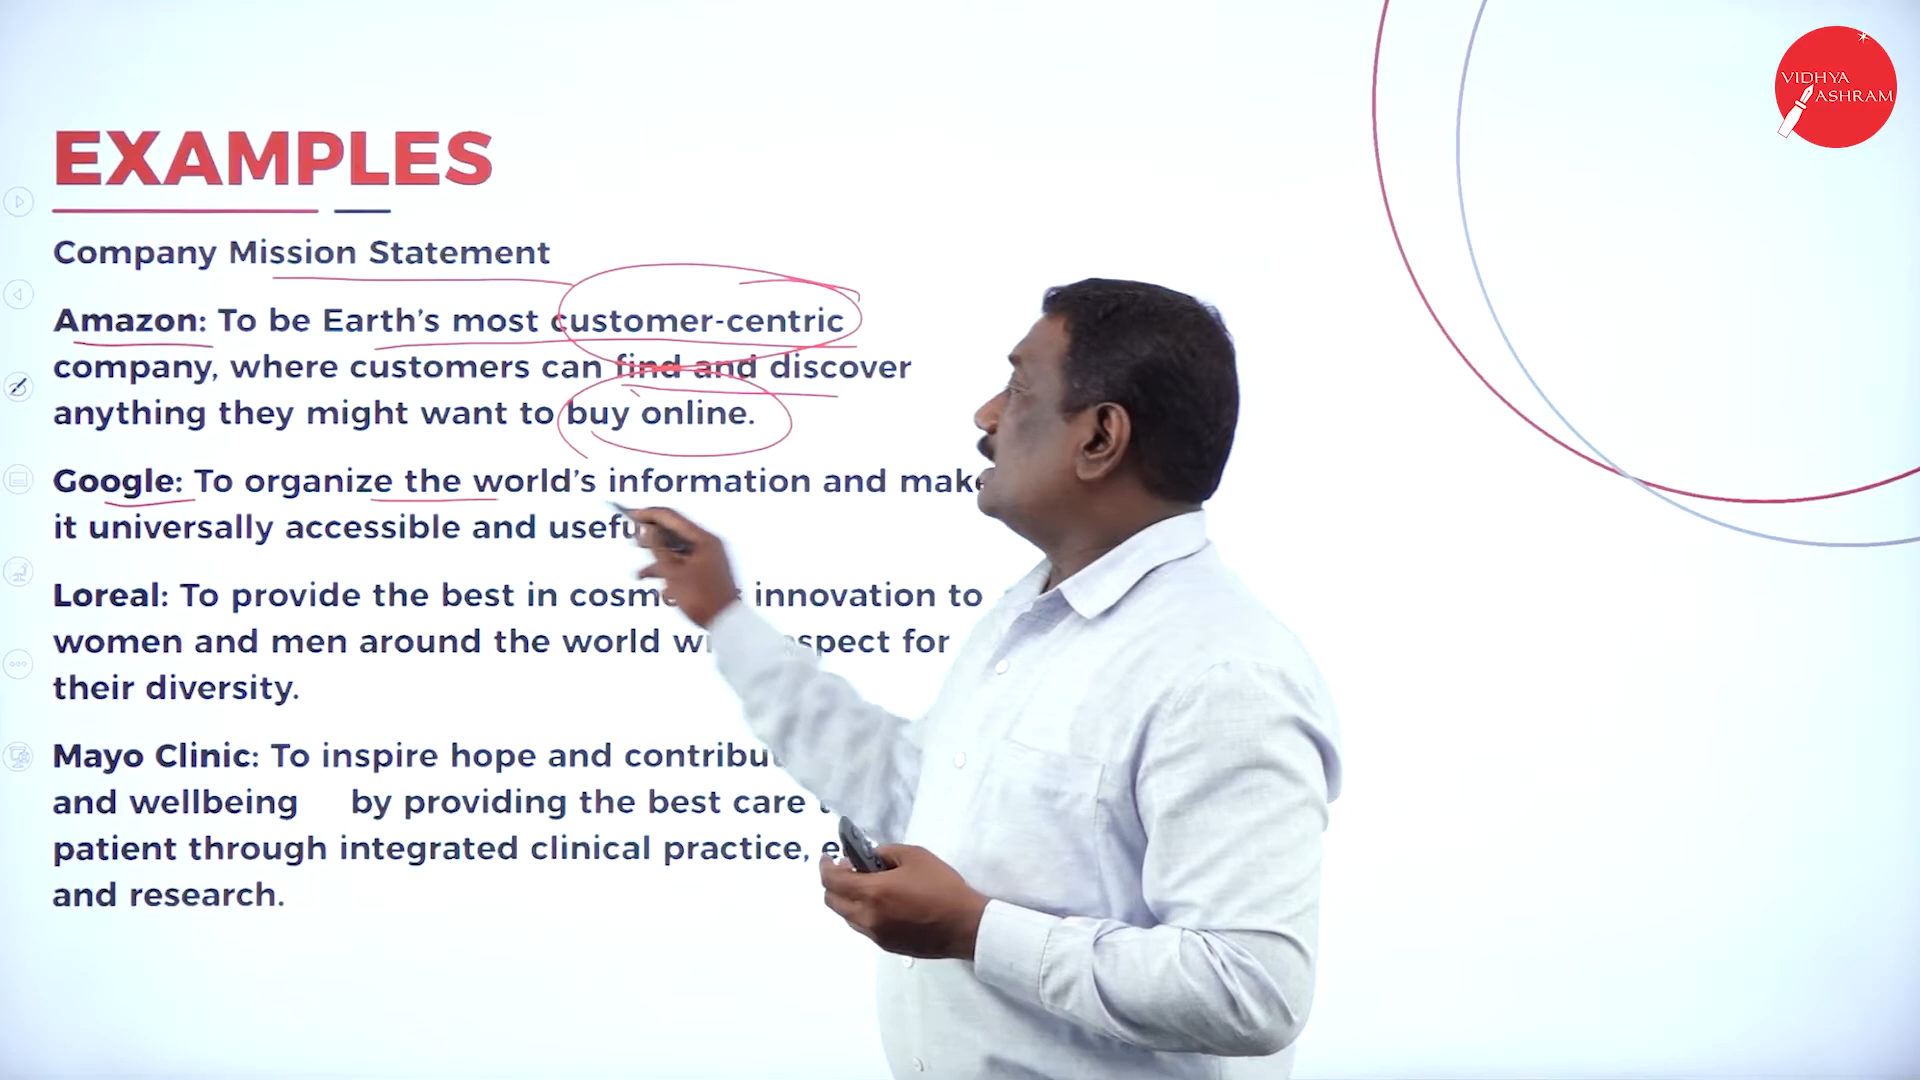 VIDHYA
ASHRAM
EXAMPLES
Company Mission Statement
Amazon: To be Earth's most customer-centric
company, where customers can find and discover
anything they might want to buy online.
Google: To organize the world's information and make
it universally accessible and
Loreal: To provide the best in innovation to
women and men around the world for
their diversity.
Mayo Clinic: To inspire hope and
and wellbeing by providing the best care
patient through integrated clinical practice,
and research.